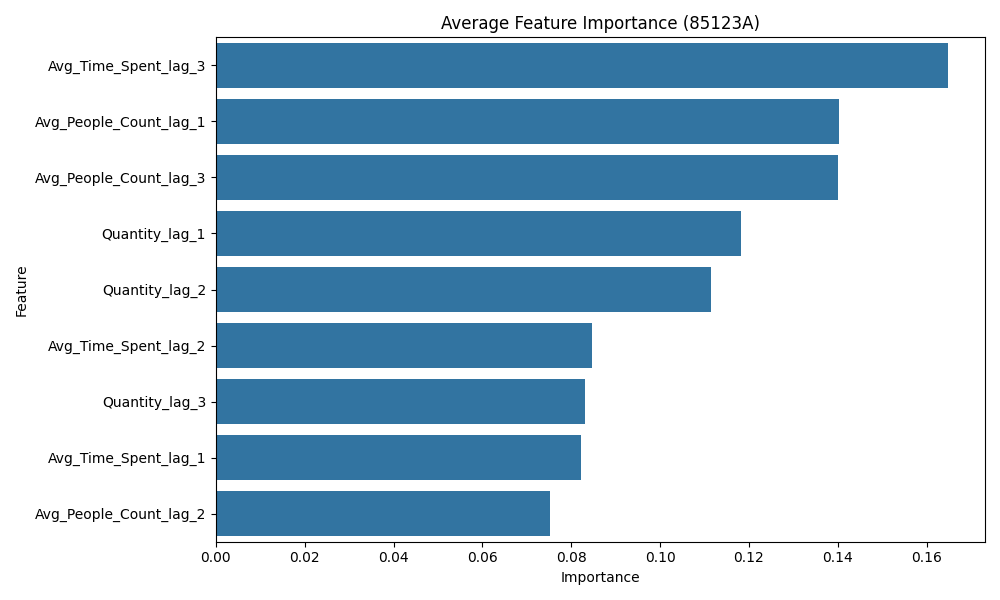 Average Feature Importance (85123A)
Feature
Avg_Time_Spent_lag_3
Avg_People_Count_lag_1
Avg_People_Count_lag_3
Quantity_lag_1
Quantity_lag_2
Avg_Time_Spent_lag_2
Quantity_lag_3
Avg_Time_Spent_lag_1
Avg_People_Count_lag_2
0.00 0.02 0.04 0.06 0.08 0.10 0.12 0.14 0.16
Importance